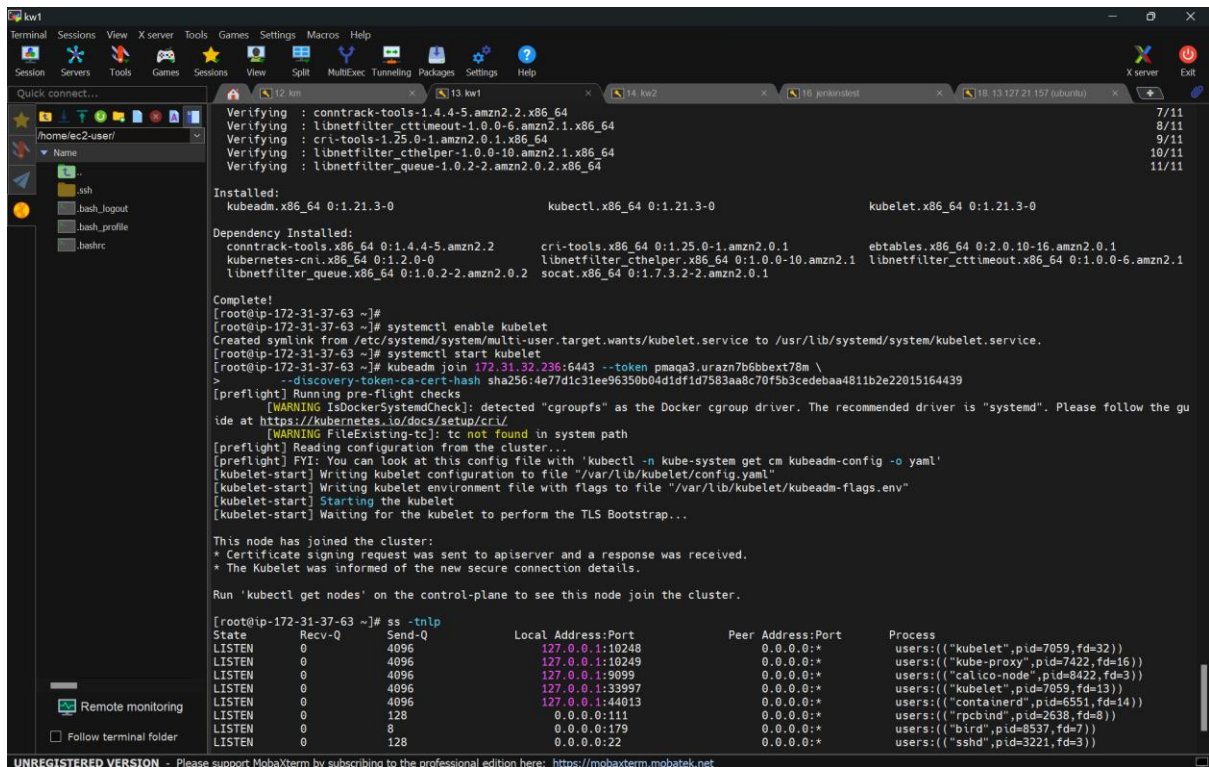 kw1
Terminal Sessions View X server Tools Games Settings Macros Help
Session Servers Tools Games Sessions View Split MultiExec Tunneling Packages Settings Help X server Exit
Quick connect...
12. km
13. kw1
14. kw2
16. jenkinstest
18. 13.127.21.157 (ubuntu)
/home/ec2-user/
Name
..
.ssh
.bash_logout
.bash_profile
.bashrc
Remote monitoring
Follow terminal folder
Verifying : conntrack-tools-1.4.4-5.amzn2.2.x86_64 7/11
Verifying : libnetfilter_cttimeout-1.0.0-6.amzn2.1.x86_64 8/11
Verifying : cri-tools-1.25.0-1.amzn2.0.1.x86_64 9/11
Verifying : libnetfilter_cthelper-1.0.0-10.amzn2.1.x86_64 10/11
Verifying : libnetfilter_queue-1.0.2-2.amzn2.0.2.x86_64 11/11
Installed:
kubeadm.x86_64 0:1.21.3-0 kubectl.x86_64 0:1.21.3-0 kubelet.x86_64 0:1.21.3-0
Dependency Installed:
conntrack-tools.x86_64 0:1.4.4-5.amzn2.2 cri-tools.x86_64 0:1.25.0-1.amzn2.0.1 ebtables.x86_64 0:2.0.10-16.amzn2.0.1
kubernetes-cni.x86_64 0:1.2.0-0 libnetfilter_cthelper.x86_64 0:1.0.0-10.amzn2.1 libnetfilter_cttimeout.x86_64 0:1.0.0-6.amzn2.1
libnetfilter_queue.x86_64 0:1.0.2-2.amzn2.0.2 socat.x86_64 0:1.7.3.2-2.amzn2.0.1
Complete!
[root@ip-172-31-37-63 ~]#
[root@ip-172-31-37-63 ~]# systemctl enable kubelet
Created symlink from /etc/systemd/system/multi-user.target.wants/kubelet.service to /usr/lib/systemd/system/kubelet.service.
[root@ip-172-31-37-63 ~]# systemctl start kubelet
[root@ip-172-31-37-63 ~]# kubeadm join 172.31.32.236:6443 --token pmaqa3.urazn7b6bbext78m \
> --discovery-token-ca-cert-hash sha256:4e77d1c31ee96350b04d1df1d7583aa8c70f5b3cedebaa4811b2e22015164439
[preflight] Running pre-flight checks
[WARNING IsDockerSystemdCheck]: detected "cgroupfs" as the Docker cgroup driver. The recommended driver is "systemd". Please follow the gu
ide at https://kubernetes.io/docs/setup/cri/
[WARNING FileExisting-tc]: tc not found in system path
[preflight] Reading configuration from the cluster...
[preflight] FYI: You can look at this config file with 'kubectl -n kube-system get cm kubeadm-config -o yaml'
[kubelet-start] Writing kubelet configuration to file "/var/lib/kubelet/config.yaml"
[kubelet-start] Writing kubelet environment file with flags to file "/var/lib/kubelet/kubeadm-flags.env"
[kubelet-start] Starting the kubelet
[kubelet-start] Waiting for the kubelet to perform the TLS Bootstrap...
This node has joined the cluster:
* Certificate signing request was sent to apiserver and a response was received.
* The Kubelet was informed of the new secure connection details.
Run 'kubectl get nodes' on the control-plane to see this node join the cluster.
[root@ip-172-31-37-63 ~]# ss -tnlp
State Recv-Q Send-Q Local Address:Port Peer Address:Port Process
LISTEN 0 4096 127.0.0.1:10248 0.0.0.0:* users:(("kubelet",pid=7059,fd=32))
LISTEN 0 4096 127.0.0.1:10249 0.0.0.0:* users:(("kube-proxy",pid=7422,fd=16))
LISTEN 0 4096 127.0.0.1:9099 0.0.0.0:* users:(("calico-node",pid=8422,fd=3))
LISTEN 0 4096 127.0.0.1:33997 0.0.0.0:* users:(("kubelet",pid=7059,fd=13))
LISTEN 0 4096 127.0.0.1:44013 0.0.0.0:* users:(("containerd",pid=6551,fd=14))
LISTEN 0 128 0.0.0.0:111 0.0.0.0:* users:(("rpcbind",pid=2638,fd=8))
LISTEN 0 8 0.0.0.0:179 0.0.0.0:* users:(("bird",pid=8537,fd=7))
LISTEN 0 128 0.0.0.0:22 0.0.0.0:* users:(("sshd",pid=3221,fd=3))
UNREGISTERED VERSION - Please support MobaXterm by subscribing to the professional edition here: https://mobaxterm.mobatek.net